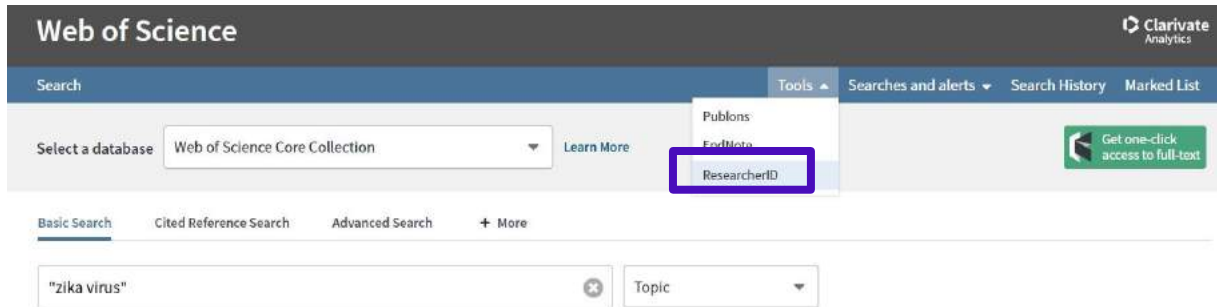 Web of Science
Clarivate
Analytics
Search
Tools
Searches and alerts
Search History
Marked List
Publons
EndNote
ResearcherID
Select a database
Web of Science Core Collection
Learn More
Get one-click
access to full-text
Basic Search
Cited Reference Search
Advanced Search
+ More
"zika virus"
Topic